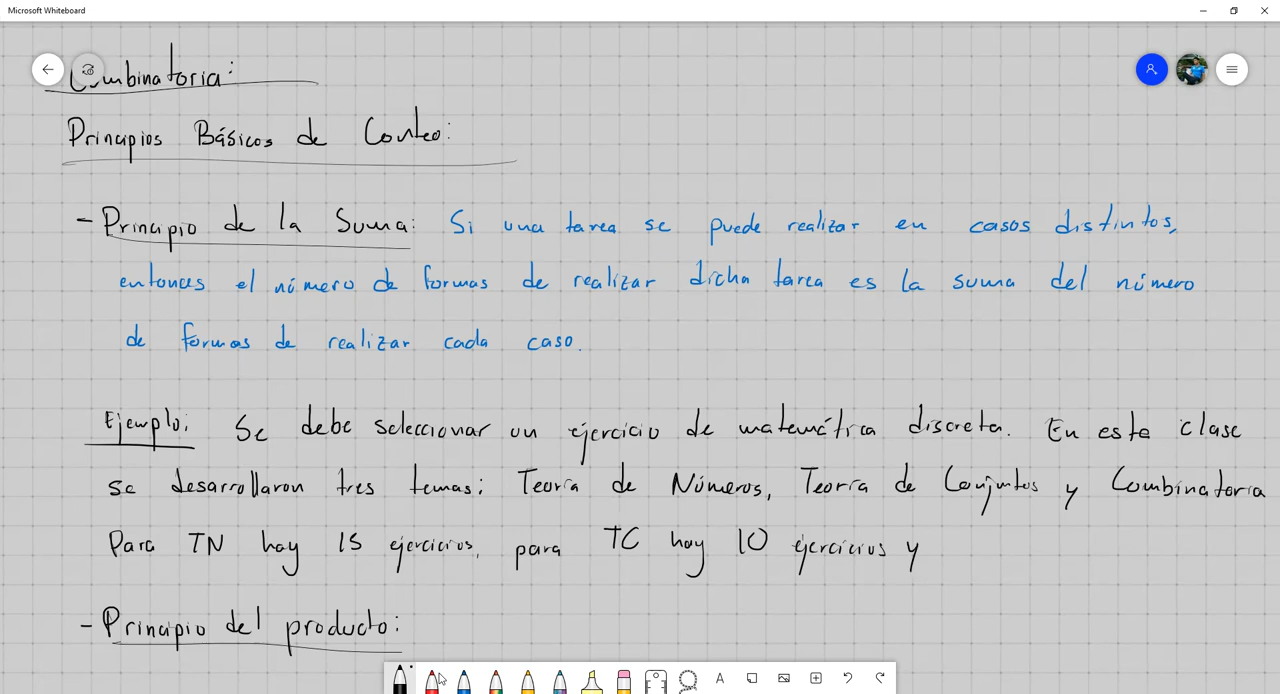 Microsoft Whiteboard
Combinatoria:
Principios Básicos de Conteo:
- Principio de la Suma: Si una tarea se puede realizar en casos distintos,
entonces el número de formas de realizar dicha tarea es la suma del número
de formas de realizar cada caso.
Ejemplo: Se debe seleccionar un ejercicio de matemática discreta. En esta clase
se desarrollaron tres temas: Teoría de Números, Teoría de Conjuntos y Combinatoria
Para TN hay 15 ejercicios, para TC hay 10 ejercicios y
- Principio del producto:
A